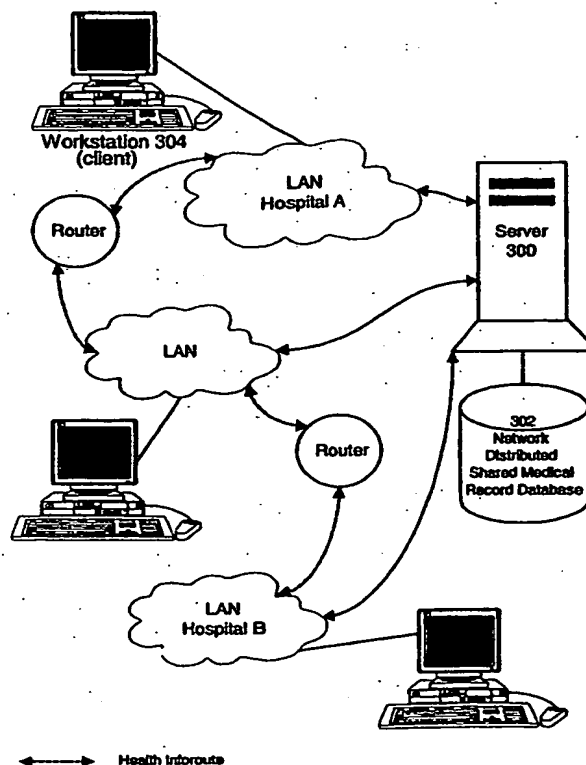 Workstation 304
(client)
LAN
Hospital A
Router
Server
300
LAN
Router
302
Network
Distributed
Shared Medical
Record Database
LAN
Hospital B
Health Inforoute